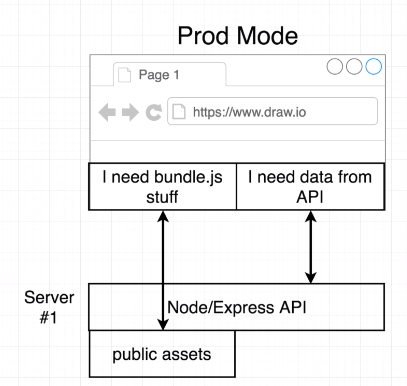 Prod Mode
Page 1
https://www.draw.io
I need bundle.js
stuff
I need data from
API
Server
#1
Node/Express API
public assets